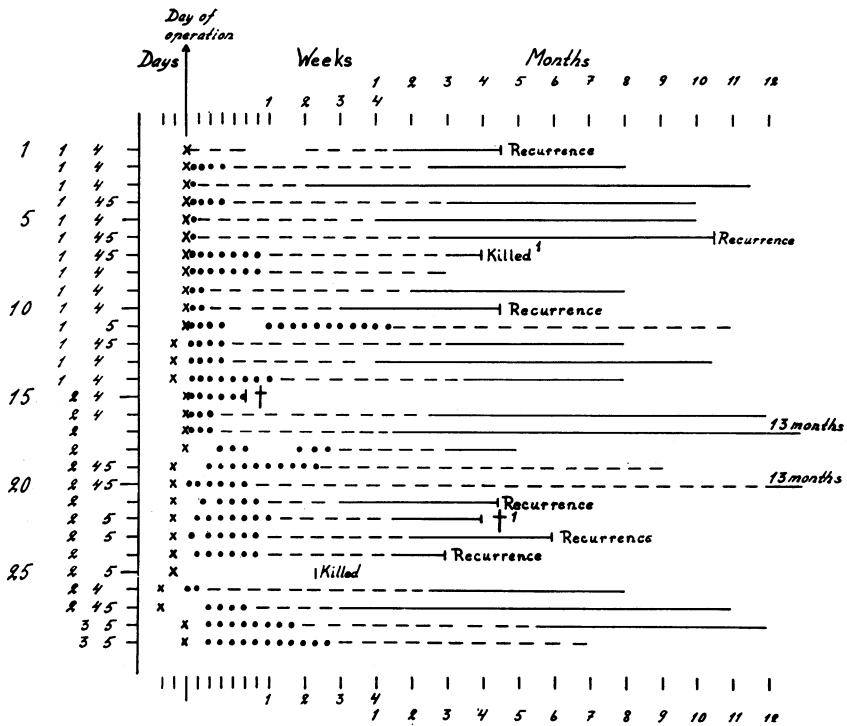 Day of
operation
Days Weeks Months
1 2 3 4 5 6 7 8 9 10 11 12
1 2 3 4
1 1 4 Recurrence
1 4
1 4
1 45
5 1 4
1 45 Recurrence
1 45 Killed 1
1 4
1 4
10 1 4 Recurrence
1 5
1 45
1 4
1 4
15 2 4 †
2 4
2 13 months
2
2 45
20 2 45 13 months
2 Recurrence
2 5 † 1
2 5 Recurrence
2 Recurrence
25 2 5 Killed
2 4
2 45
3 5
3 5
1 2 3 4
1 2 3 4 5 6 7 8 9 10 11 12